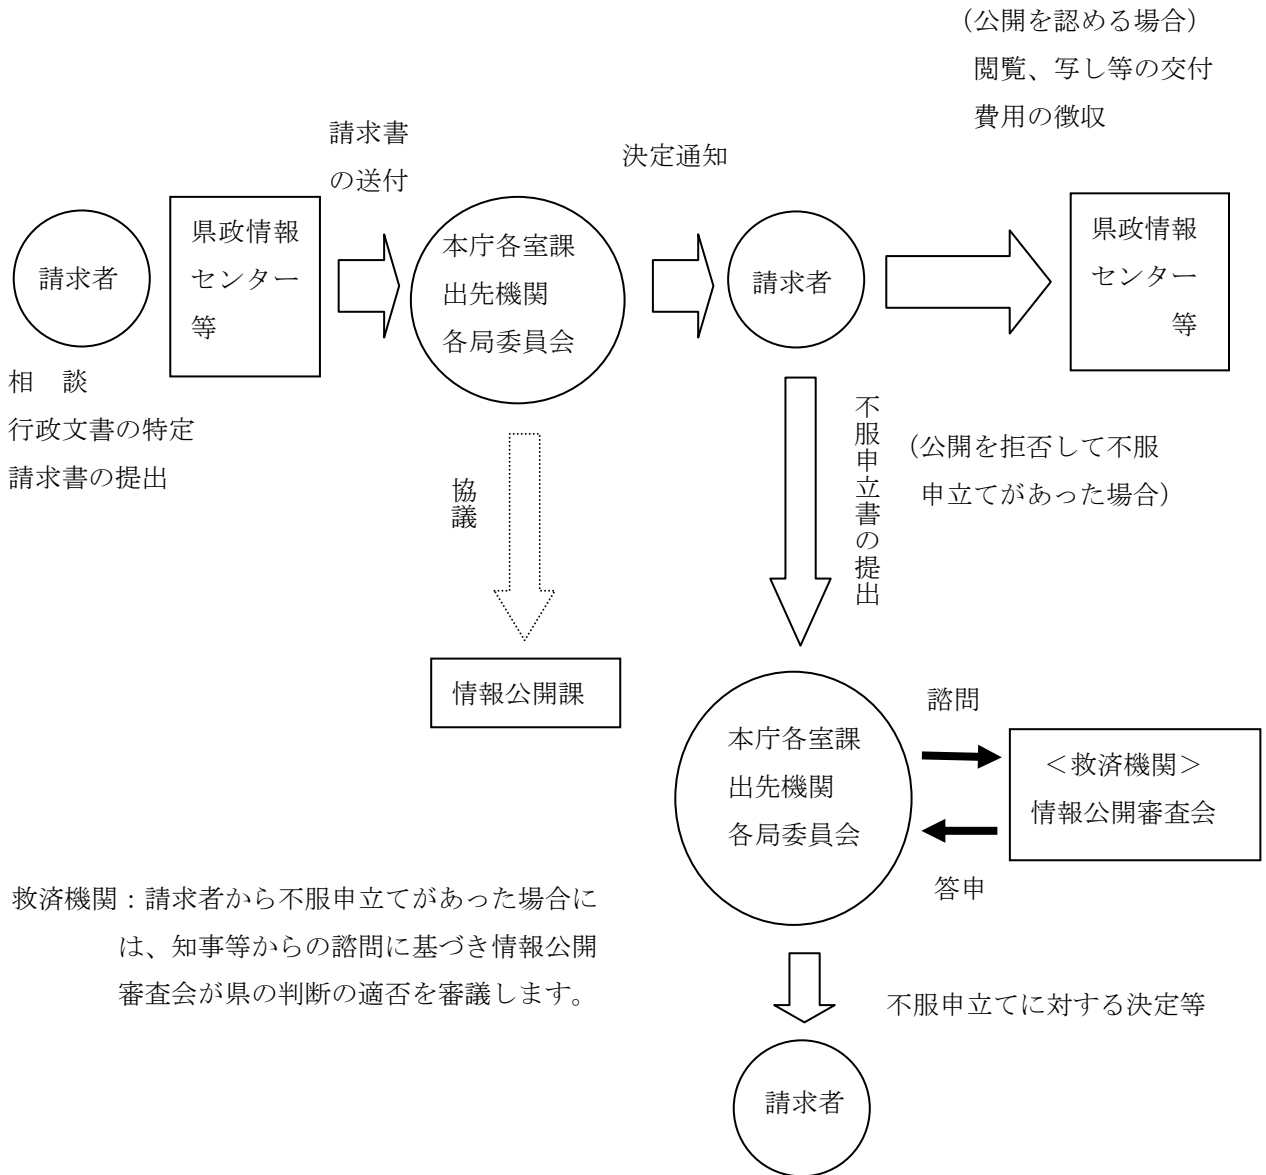 （公開を認める場合）
閲覧、写し等の交付
費用の徴収
請求書
の送付
決定通知
請求者
県政情報
センター
等
本庁各室課
出先機関
各局委員会
請求者
県政情報
センター
等
相　談
行政文書の特定
請求書の提出
協議
不服申立書の提出
（公開を拒否して不服
申立てがあった場合）
情報公開課
本庁各室課
出先機関
各局委員会
諮問
＜救済機関＞
情報公開審査会
答申
救済機関：請求者から不服申立てがあった場合に
は、知事等からの諮問に基づき情報公開
審査会が県の判断の適否を審議します。
不服申立てに対する決定等
請求者